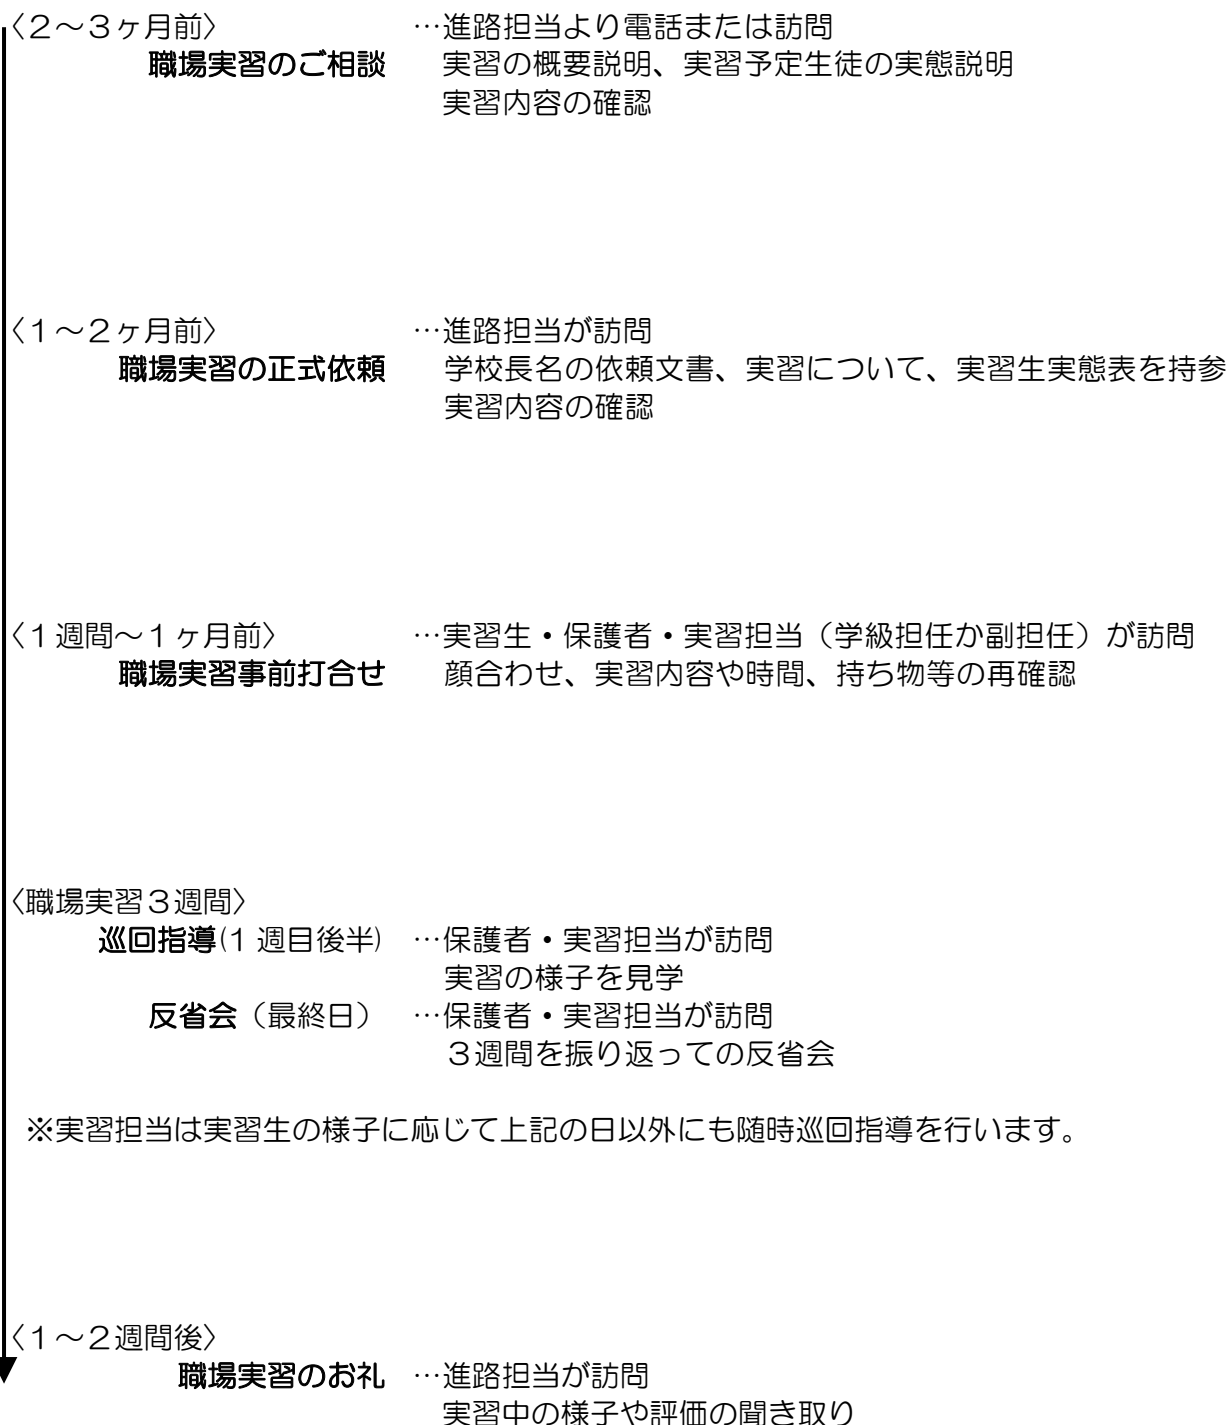 〈２～３ヶ月前〉 …進路担当より電話または訪問
職場実習のご相談 実習の概要説明、実習予定生徒の実態説明
実習内容の確認
〈１～２ヶ月前〉 …進路担当が訪問
職場実習の正式依頼 学校長名の依頼文書、実習について、実習生実態表を持参
実習内容の確認
〈１週間～１ヶ月前〉 …実習生・保護者・実習担当（学級担任か副担任）が訪問
職場実習事前打合せ 顔合わせ、実習内容や時間、持ち物等の再確認
〈職場実習３週間〉
巡回指導(1 週目後半) …保護者・実習担当が訪問
実習の様子を見学
反省会（最終日） …保護者・実習担当が訪問
３週間を振り返っての反省会
※実習担当は実習生の様子に応じて上記の日以外にも随時巡回指導を行います。
〈１～２週間後〉
職場実習のお礼 …進路担当が訪問
実習中の様子や評価の聞き取り